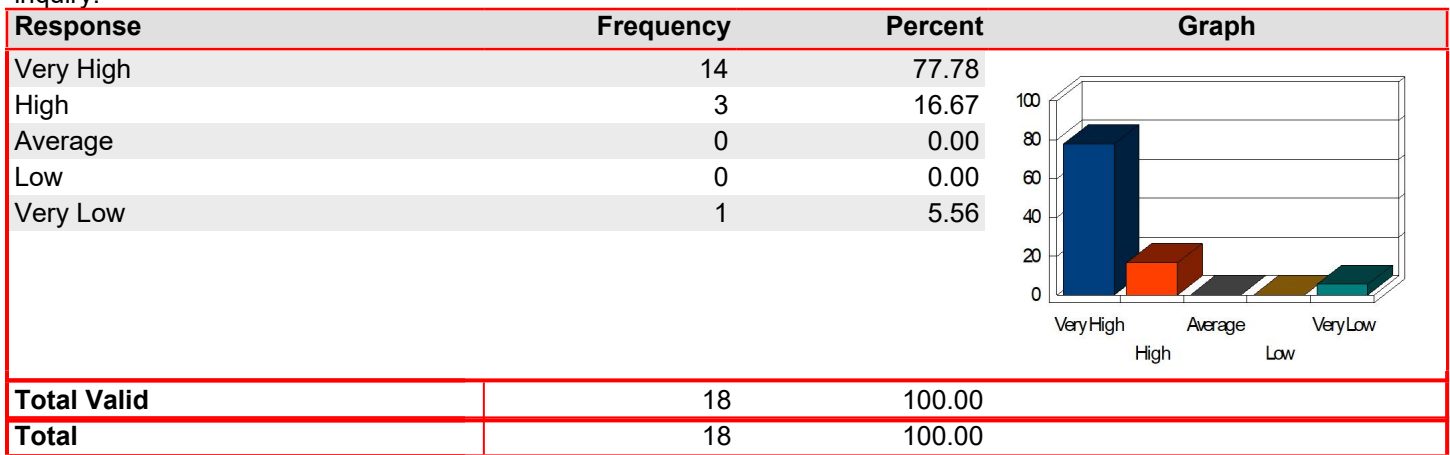 inquiry.
Response Frequency Percent Graph
Very High 14 77.78
High 3 16.67
Average 0 0.00
Low 0 0.00
Very Low 1 5.56
100
80
60
40
20
0
Very High Average Very Low
High Low
Total Valid 18 100.00
Total 18 100.00